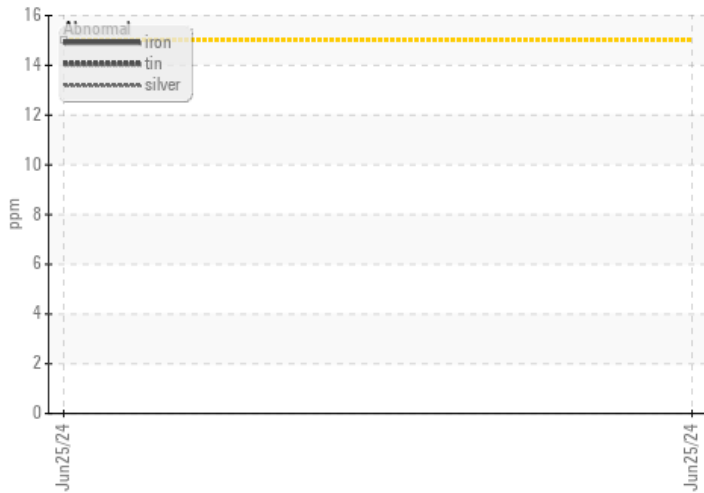 16
Abnormal
iron
14
tin
silver
12
10
ppm
8
6
4
2
0
Jun25/24
Jun25/24